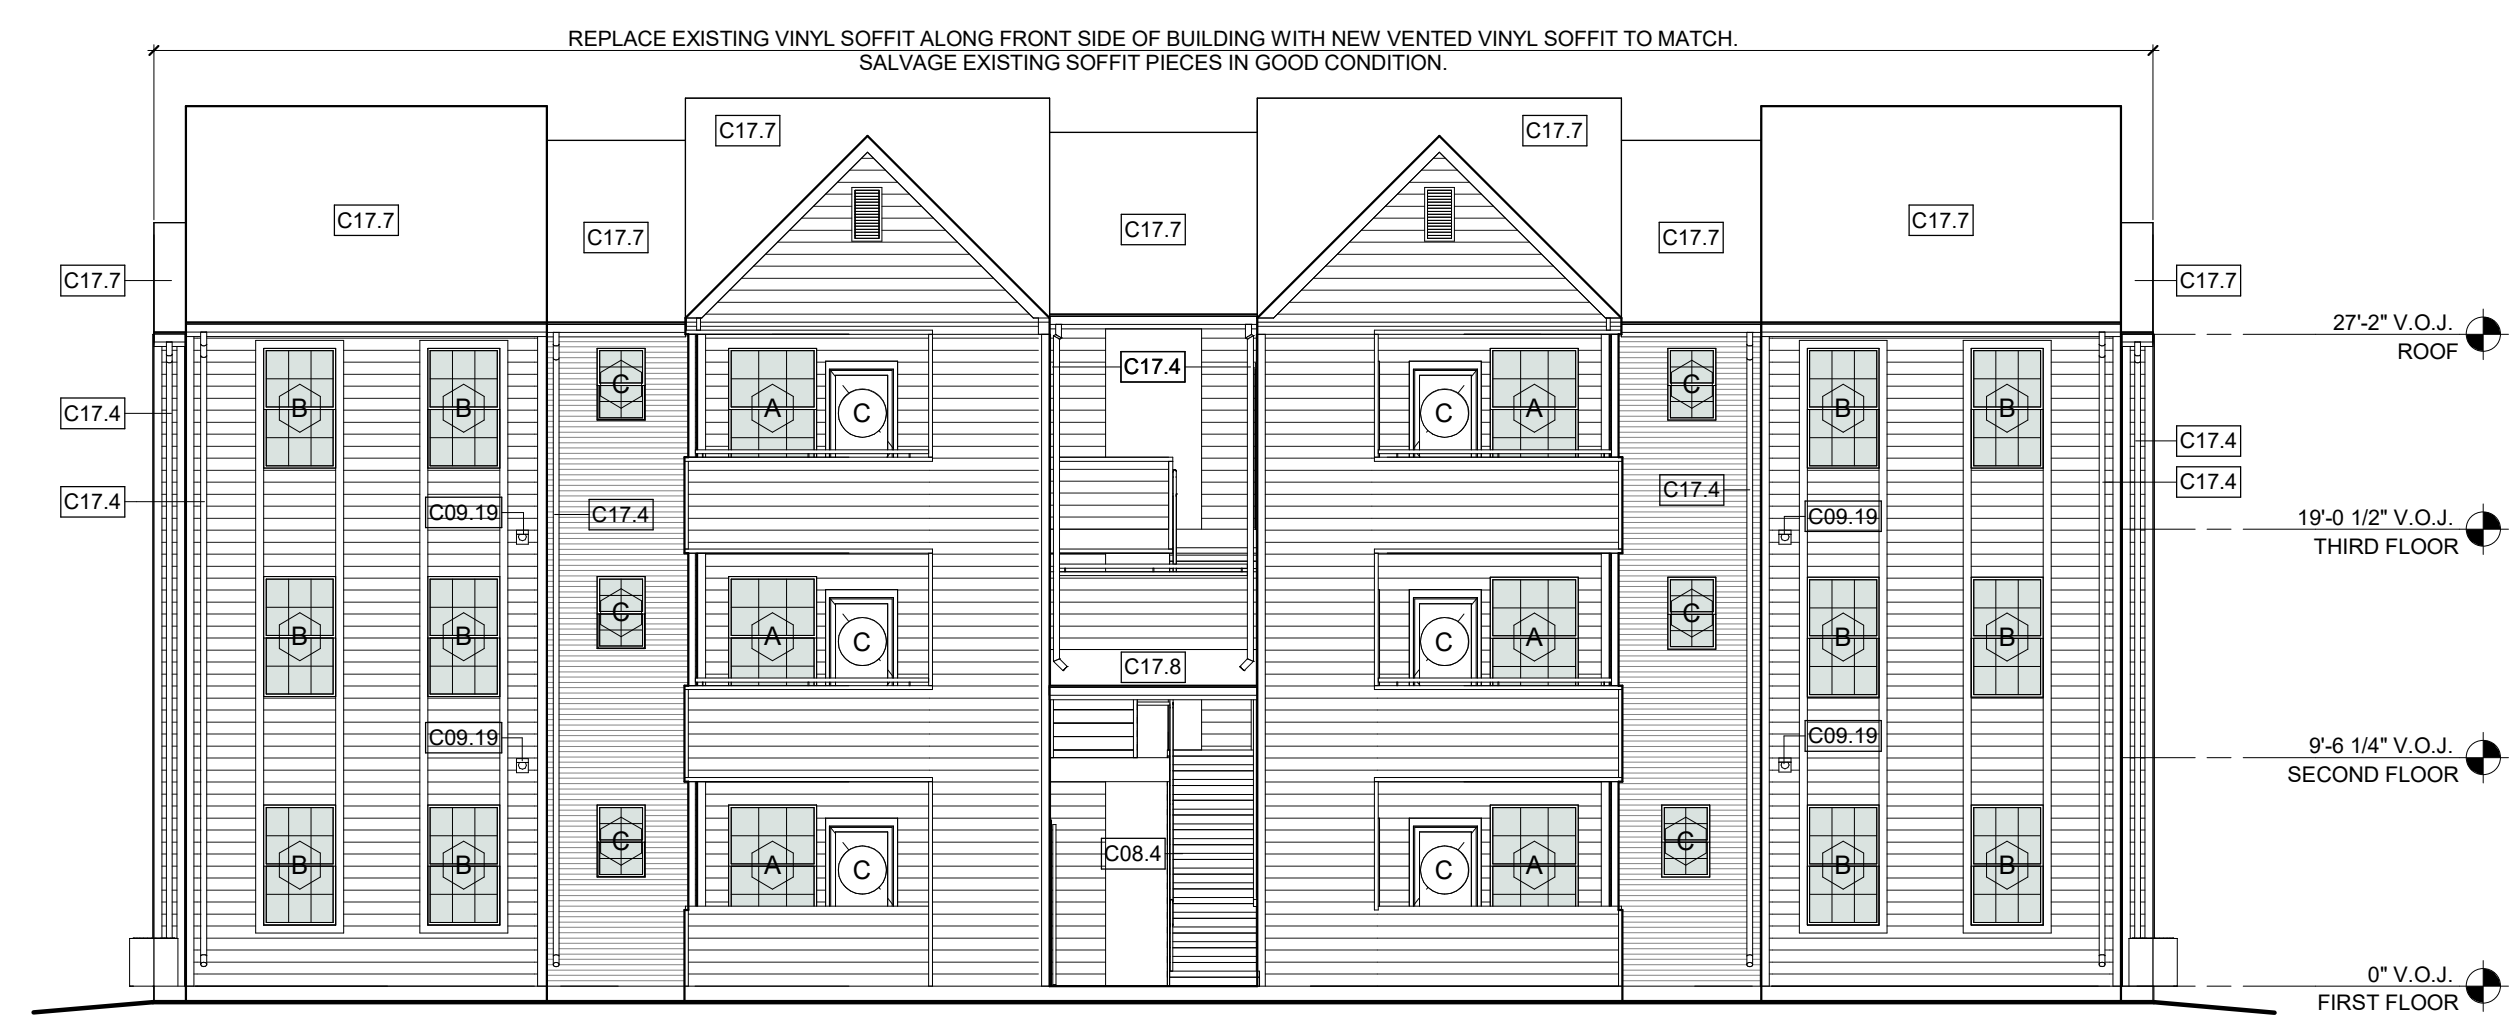 REPLACE EXISTING VINYL SOFFIT ALONG FRONT SIDE OF BUILDING WITH NEW VENTED VINYL SOFFIT TO MATCH.
SALVAGE EXISTING SOFFIT PIECES IN GOOD CONDITION.
C17.7 C17.7
C17.7 C17.7 C17.7
C17.7 C17.7
C17.7 C17.7
27'-2" V.O.J.
ROOF
C17.4
C C
B B A C C A B B
C17.4 C17.4
C17.4 C17.4 C17.4
C09.19 C17.4 C09.19
19'-0 1/2" V.O.J.
THIRD FLOOR
C C
B B A C C A B B
C17.8
C09.19 C09.19
9'-6 1/4" V.O.J.
SECOND FLOOR
C C
C08.4
B B A C C A B B
0" V.O.J.
FIRST FLOOR